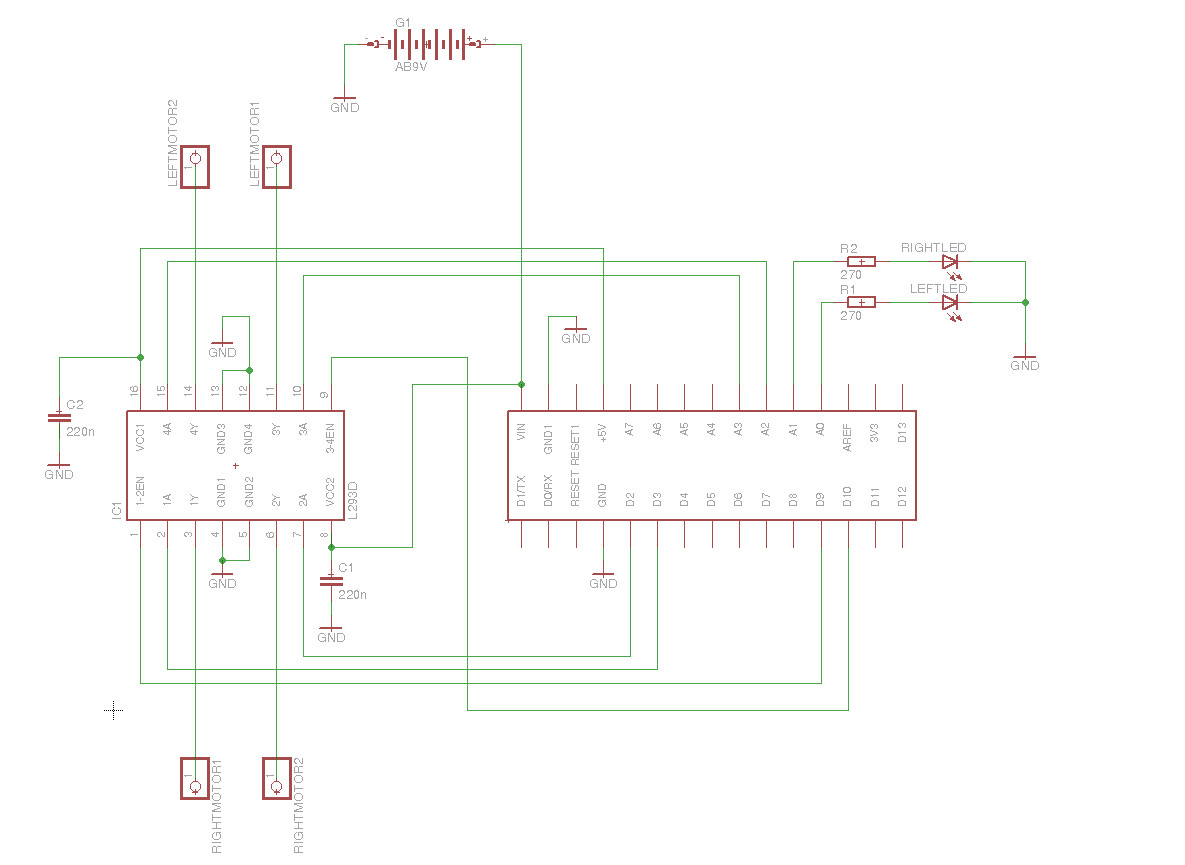 G1
- - + +
AB9V
GND
LEFTMOTOR2
LEFTMOTOR1
1
1
R2
RIGHTLED
270
R1
LEFTLED
270
GND
GND
GND
16 15 14 13 12 11 10 9
C2
220n
GND
VCC1 4A 4Y GND3 GND4 3Y 3A 3-4EN
1-2EN 1A 1Y GND1 GND2 2Y 2A VCC2
IC1
L293D
1 2 3 4 5 6 7 8
VIN GND1 RESET1 +5V A7 A6 A5 A4 A3 A2 A1 A0 AREF 3V3 D13
D1/TX D0/RX RESET GND D2 D3 D4 D5 D6 D7 D8 D9 D10 D11 D12
GND
C1
220n
GND
GND
1
1
RIGHTMOTOR1
RIGHTMOTOR2